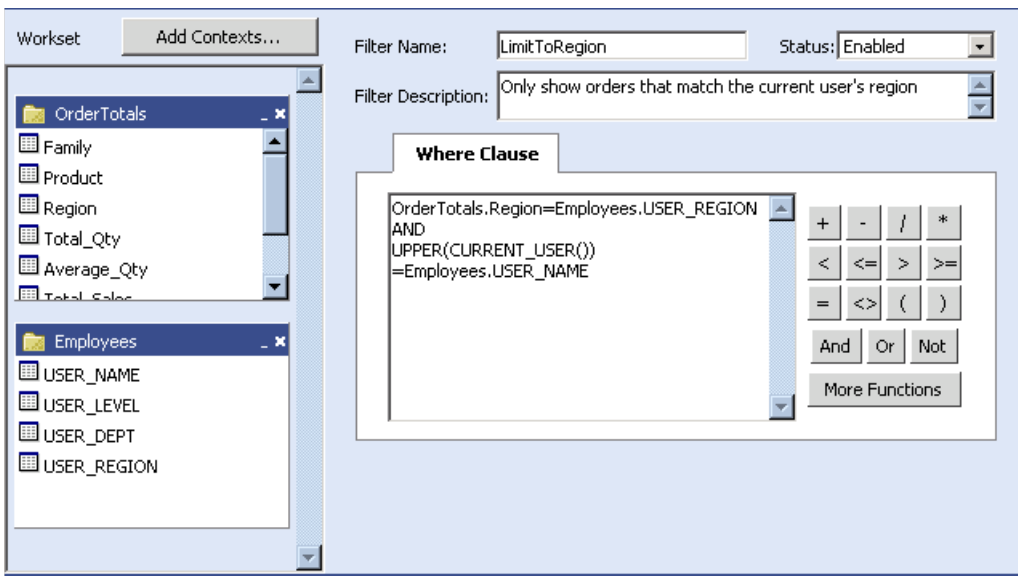 Workset
Add Contexts...
OrderTotals
Family
Product
Region
Total_Qty
Average_Qty
Total_Sales
Employees
USER_NAME
USER_LEVEL
USER_DEPT
USER_REGION
Filter Name: LimitToRegion Status: Enabled
Filter Description: Only show orders that match the current user's region
Where Clause
OrderTotals.Region=Employees.USER_REGION
AND
UPPER(CURRENT_USER())
=Employees.USER_NAME
+ - / *
< <= > >=
= <> ( )
And Or Not
More Functions